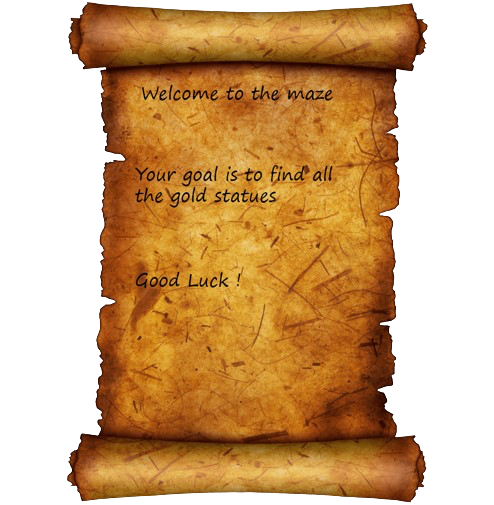 Welcome to the maze
Your goal is to find all
the gold statues
Good Luck !